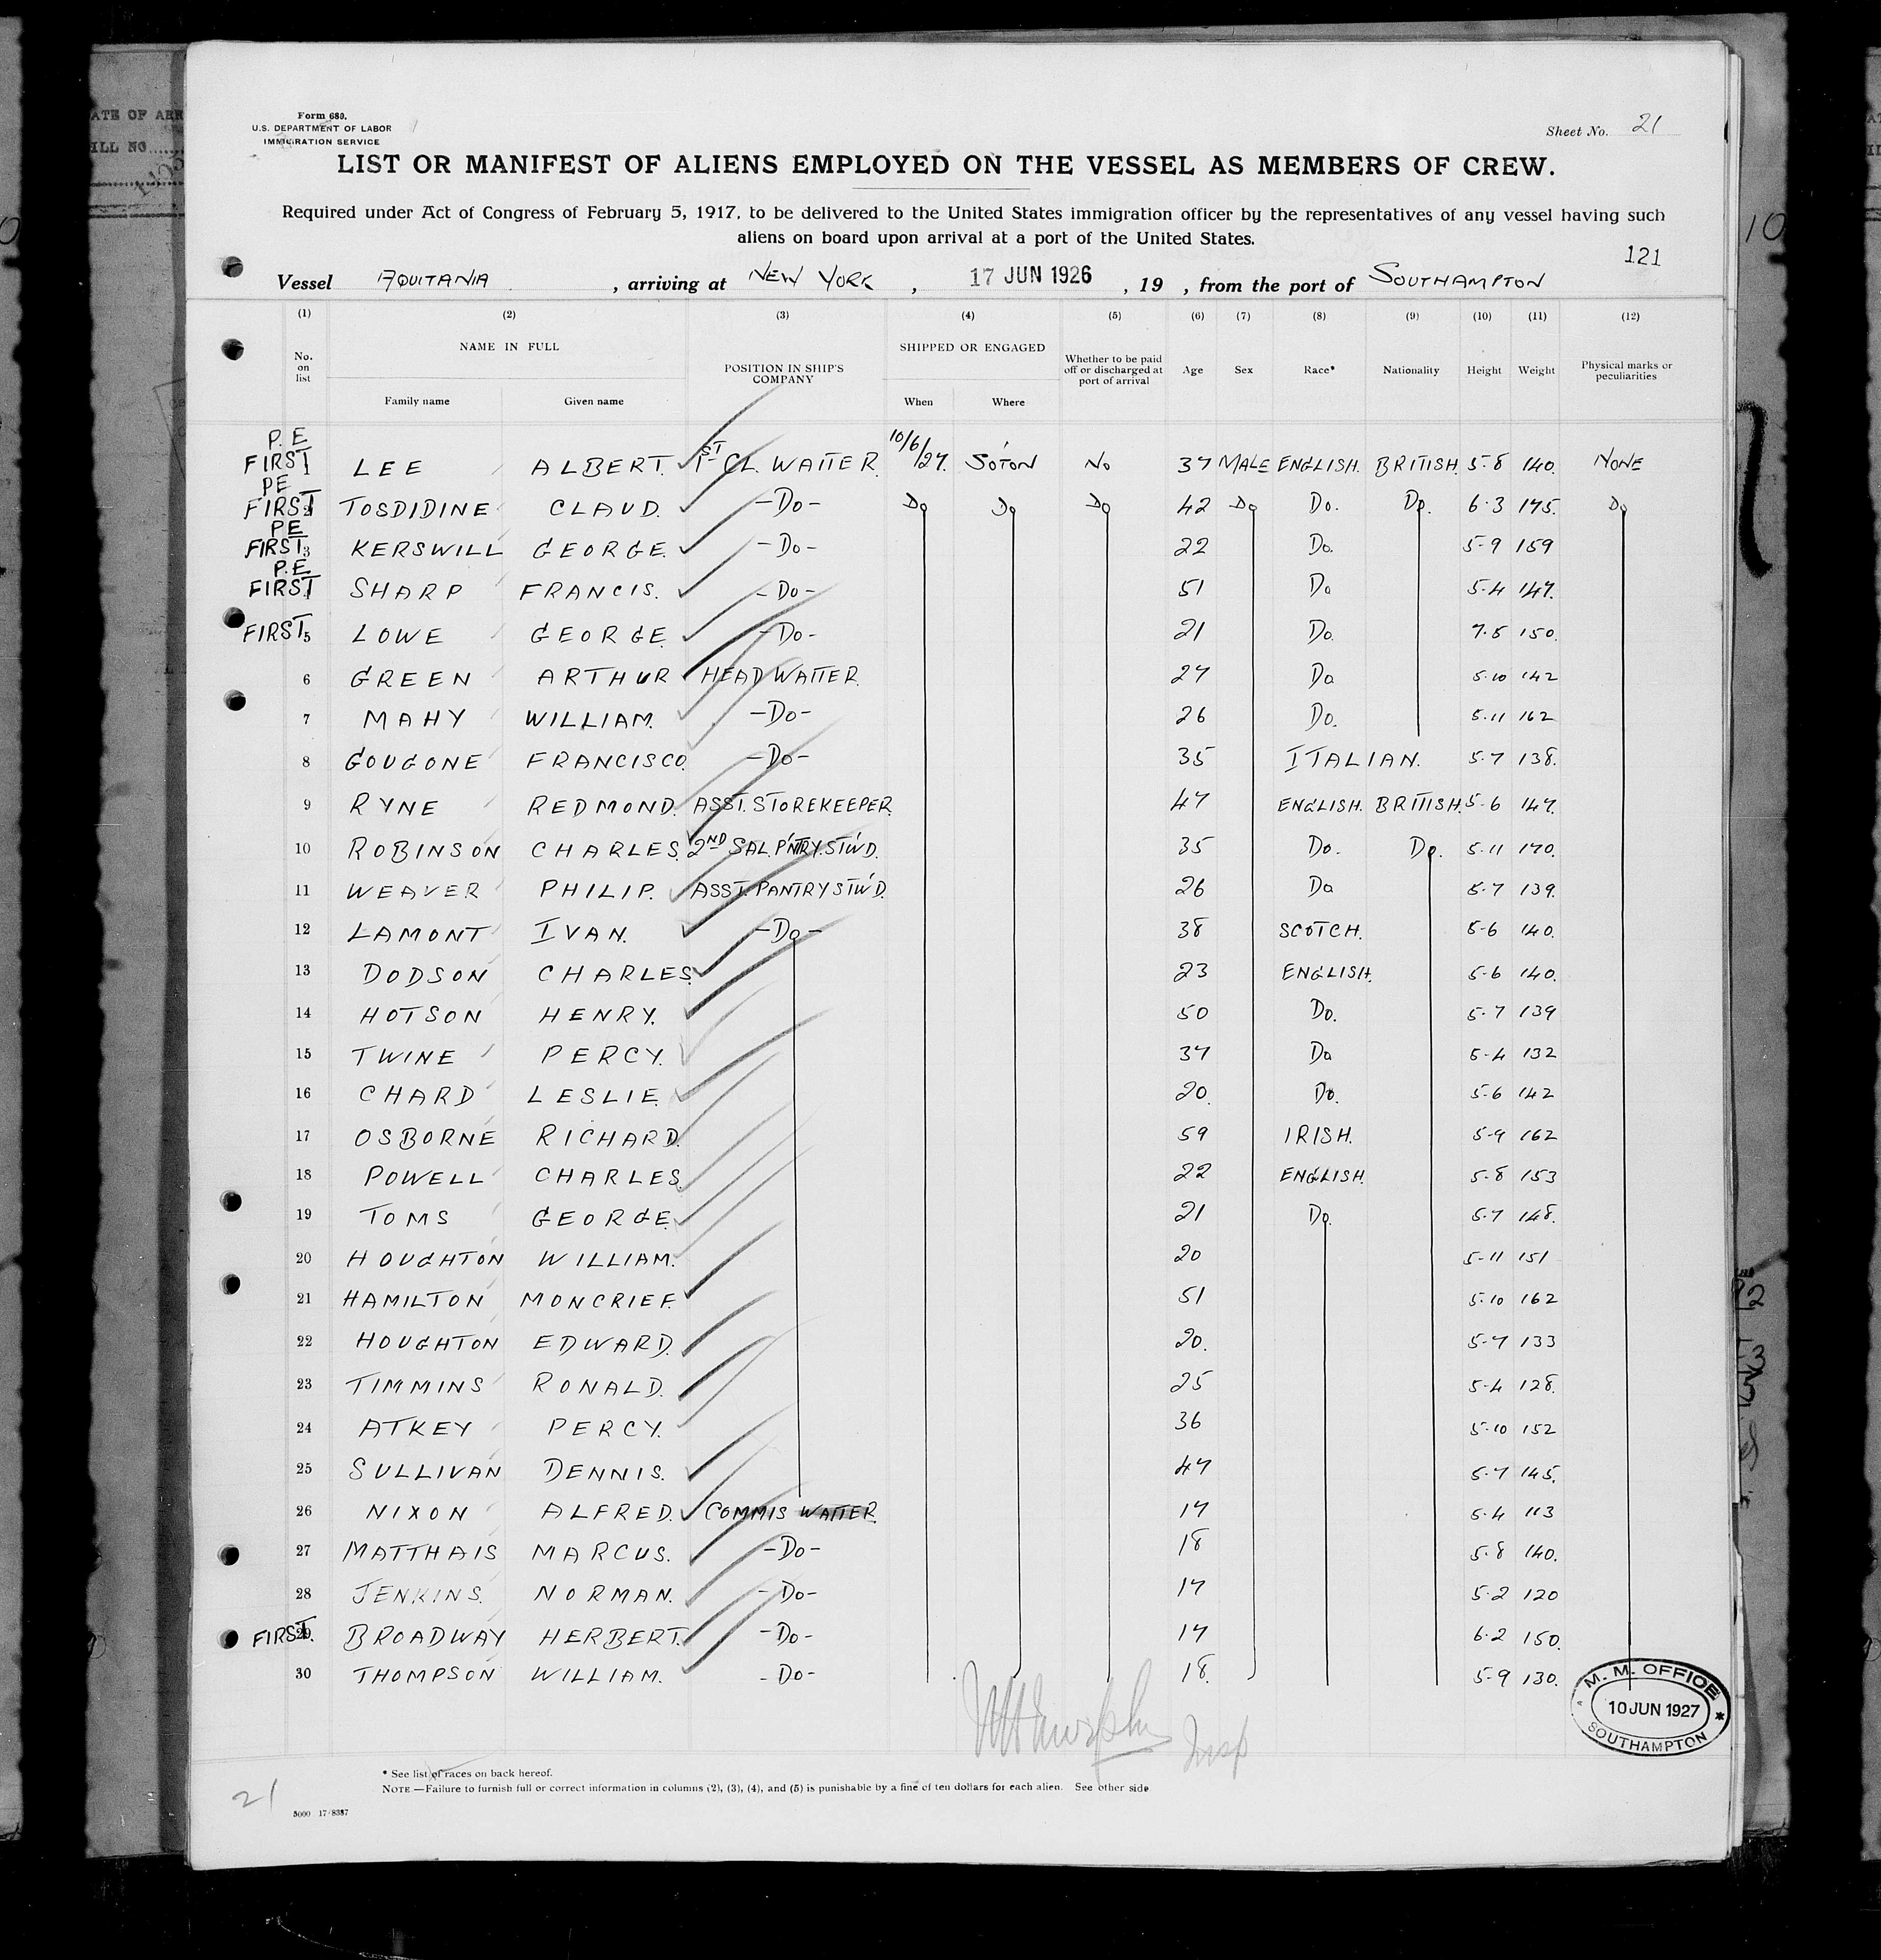 Form 680.
U.S. DEPARTMENT OF LABOR
IMMIGRATION SERVICE
Sheet No. 21
LIST OR MANIFEST OF ALIENS EMPLOYED ON THE VESSEL AS MEMBERS OF CREW.
Required under Act of Congress of February 5, 1917, to be delivered to the United States immigration officer by the representatives of any vessel having such
aliens on board upon arrival at a port of the United States.
121
Vessel AQUITANIA, arriving at NEW YORK, 17 JUN 1926, 19 , from the port of SOUTHAMPTON
(1) (2) (3) (4) (5) (6) (7) (8) (9) (10) (11) (12)
No. on list NAME IN FULL POSITION IN SHIP'S COMPANY SHIPPED OR ENGAGED Whether to be paid off or discharged at port of arrival Age Sex Race* Nationality Height Weight Physical marks or peculiarities
Family name Given name When Where
P.E
FIRST 1 LEE ALBERT. 1ST CL. WAITER. 10/6/27. SOTON No 37 MALE ENGLISH. BRITISH. 5-8 140. NONE
PE
FIRST 2 TOSDIDINE CLAUD. -Do- Do Do Do 42 Do Do. Do. 6-3 175. Do
PE
FIRST 3 KERSWILL GEORGE. -Do- 22 Do. 5-9 159
P.E.
FIRST 4 SHARP FRANCIS. -Do- 51 Do 5-4 147.
FIRST 5 LOWE GEORGE. -Do- 21 Do. 7.5 150.
6 GREEN ARTHUR HEAD WAITER. 27 Do 5.10 142
7 MAHY WILLIAM. -Do- 26 Do. 5.11 162
8 GOUGONE FRANCISCO. -Do- 35 ITALIAN. 5.7 138.
9 RYNE REDMOND. ASST. STOREKEEPER. 47 ENGLISH. BRITISH. 5-6 147.
10 ROBINSON CHARLES. 2ND SAL. P'NTRY. STW'D. 35 Do. Do. 5.11 170.
11 WEAVER PHILIP. ASST. PANTRY STW'D. 26 Do 5.7 139.
12 LAMONT IVAN. -Do- 38 SCOTCH. 5-6 140.
13 DODSON CHARLES. 23 ENGLISH. 5-6 140.
14 HOTSON HENRY. 50 Do. 5-7 139
15 TWINE PERCY. 37 Do 5-4 132
16 CHARD LESLIE. 20. Do. 5-6 142
17 OSBORNE RICHARD. 59 IRISH. 5-9 162
18 POWELL CHARLES. 22 ENGLISH. 5-8 153
19 TOMS GEORGE. 21 Do. 5.7 148.
20 HOUGHTON WILLIAM. 20 5-11 151
21 HAMILTON MONCRIEF. 51 5.10 162
22 HOUGHTON EDWARD. 20. 5-7 133
23 TIMMINS RONALD. 25 5-4 128.
24 ATKEY PERCY. 36 5.10 152
25 SULLIVAN DENNIS. 47 5.7 145.
26 NIXON ALFRED. COMMIS WAITER. 17 5.4 113
27 MATTHAIS MARCUS. -Do- 18 5.8 140.
28 JENKINS. NORMAN. -Do- 17 5.2 120
FIRST. 29 BROADWAY HERBERT. -Do- 17 6.2 150.
30 THOMPSON WILLIAM. -Do- 18. 5-9 130.
M. M. OFFICE
10 JUN 1927
SOUTHAMPTON
Insp
* See list of races on back hereof.
NOTE.—Failure to furnish full or correct information in columns (2), (3), (4), and (5) is punishable by a fine of ten dollars for each alien. See other side
21
5000 17/8387